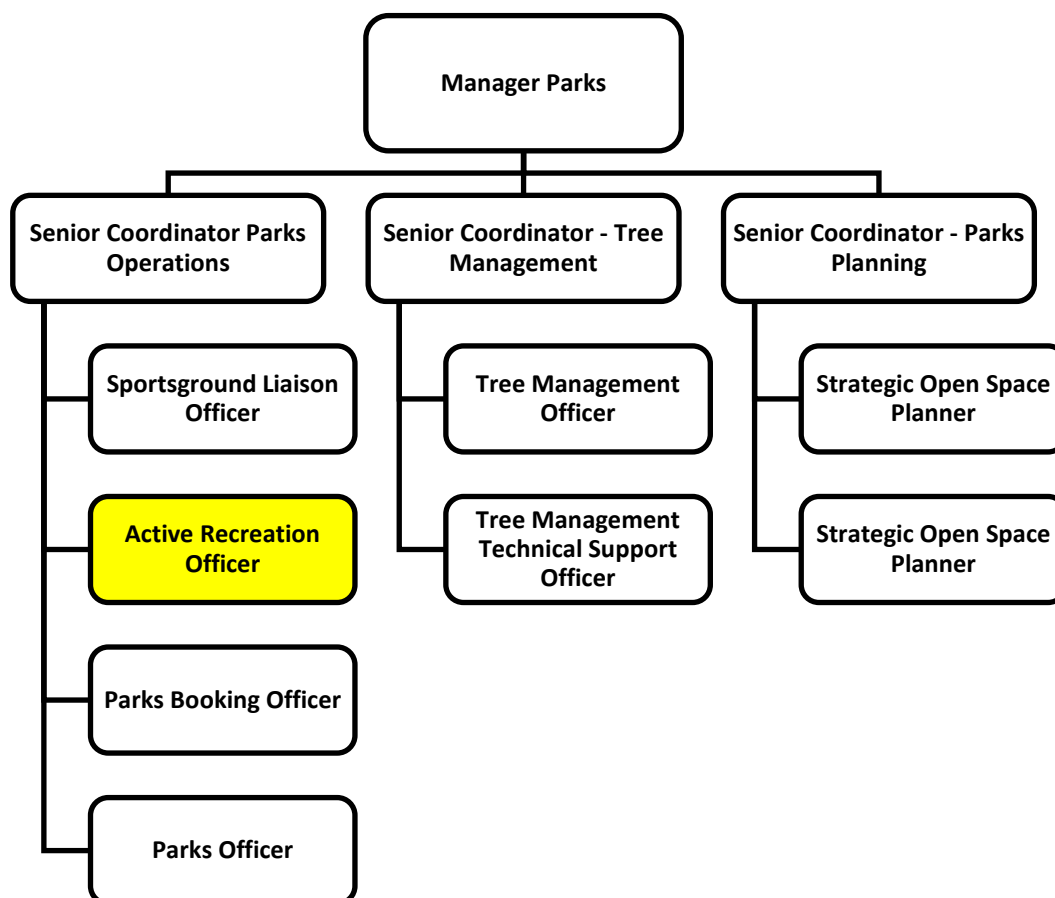 Manager Parks
Senior Coordinator Parks
Operations
Senior Coordinator - Tree
Management
Senior Coordinator - Parks
Planning
Sportsground Liaison
Officer
Tree Management
Officer
Strategic Open Space
Planner
Active Recreation
Officer
Tree Management
Technical Support
Officer
Strategic Open Space
Planner
Parks Booking Officer
Parks Officer